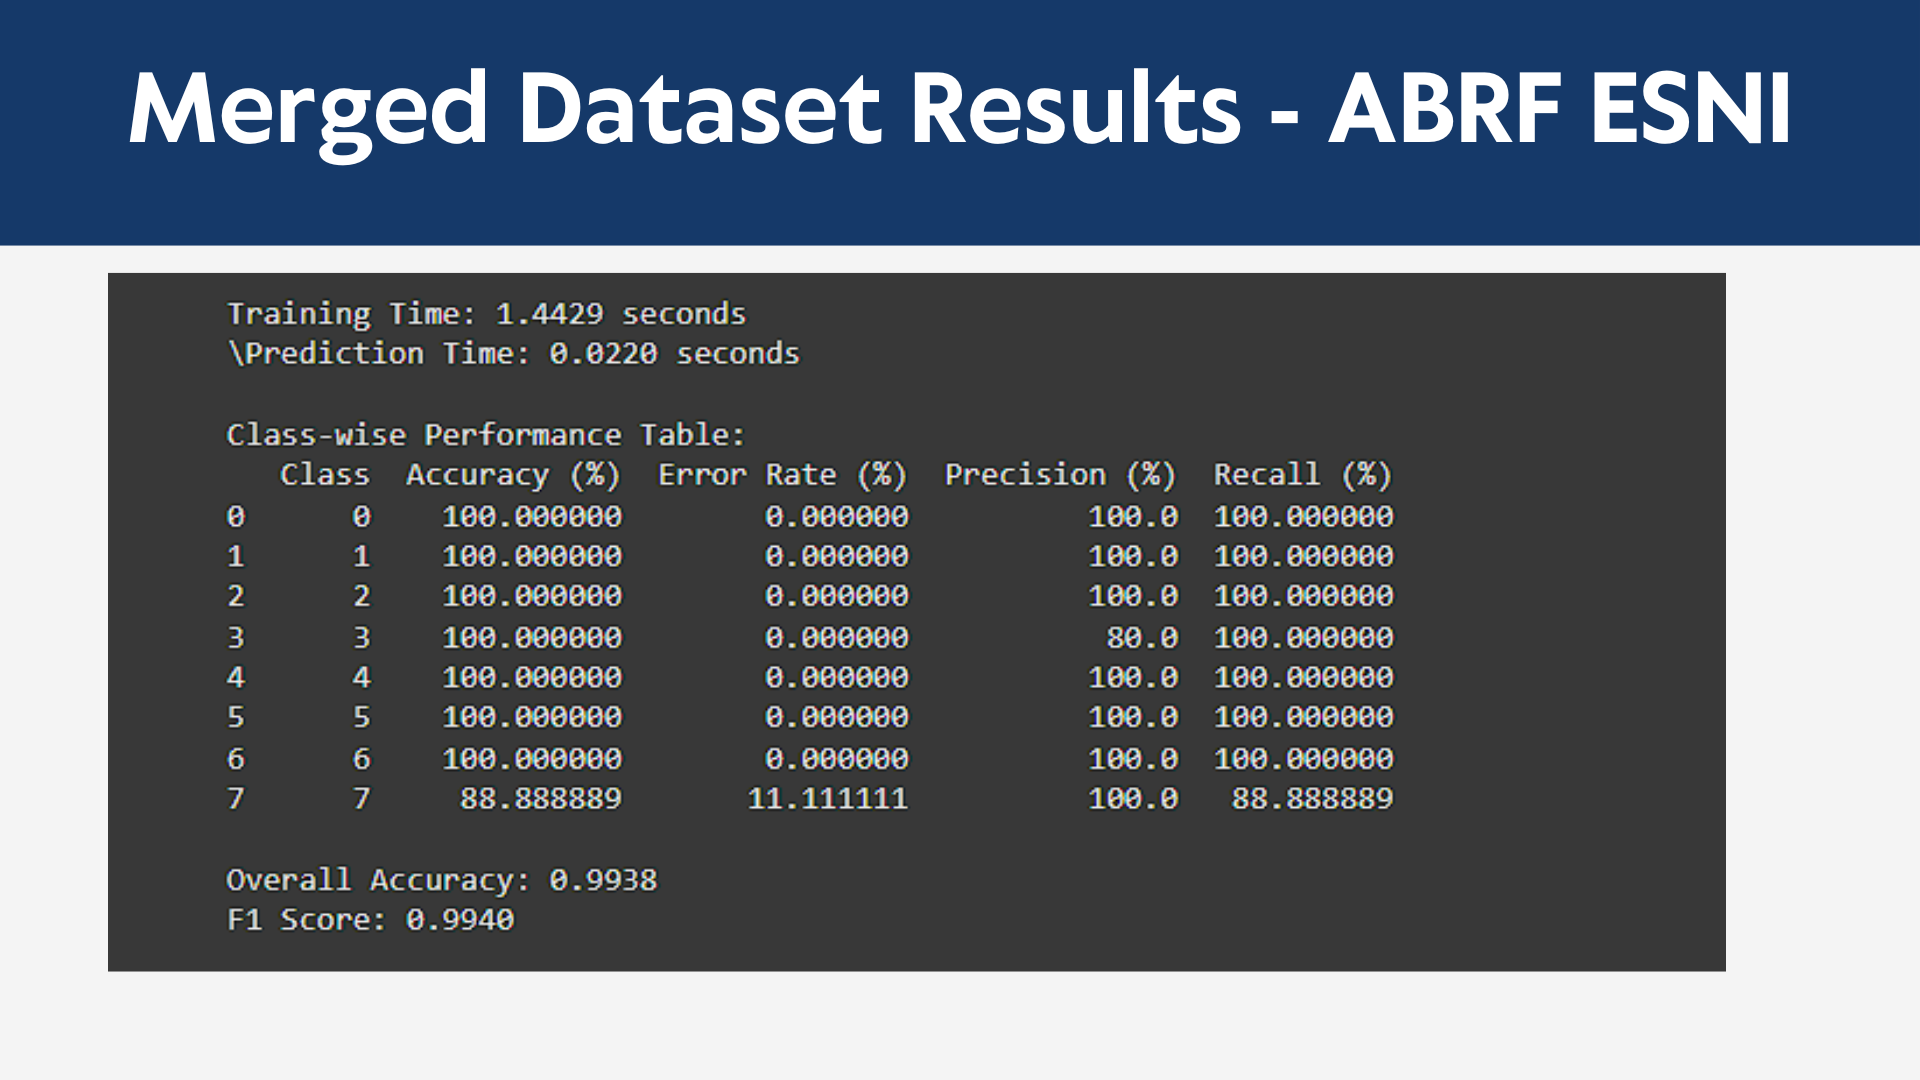 Merged Dataset Results - ABRF ESNI
Training Time: 1.4429 seconds
\Prediction Time: 0.0220 seconds
Class-wise Performance Table:
Class Accuracy (%) Error Rate (%) Precision (%) Recall (%)
0 0 100.000000 0.000000 100.0 100.000000
1 1 100.000000 0.000000 100.0 100.000000
2 2 100.000000 0.000000 100.0 100.000000
3 3 100.000000 0.000000 80.0 100.000000
4 4 100.000000 0.000000 100.0 100.000000
5 5 100.000000 0.000000 100.0 100.000000
6 6 100.000000 0.000000 100.0 100.000000
7 7 88.888889 11.111111 100.0 88.888889
Overall Accuracy: 0.9938
F1 Score: 0.9940